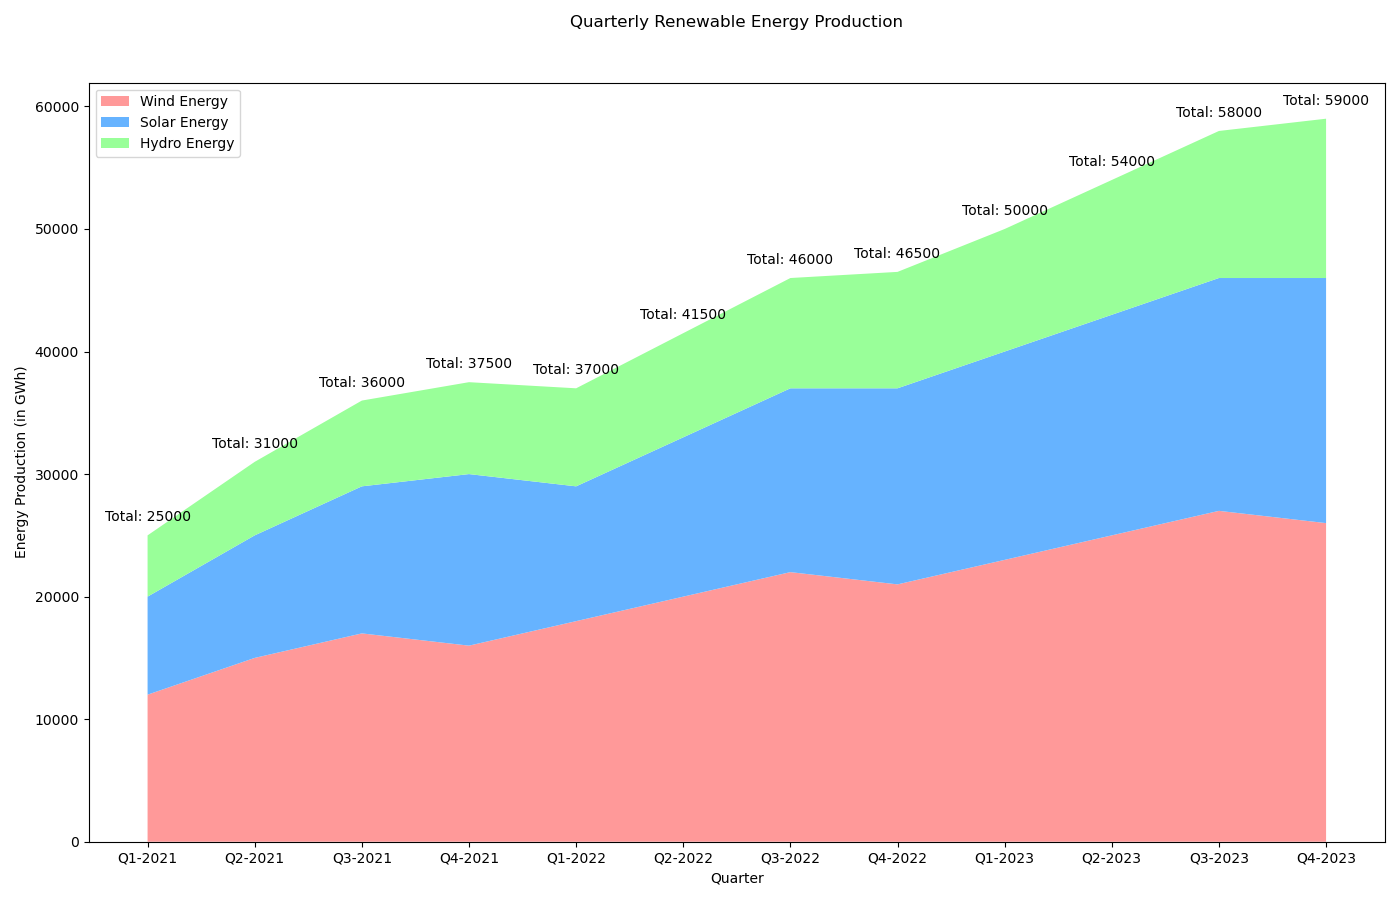 Quarterly Renewable Energy Production
Wind Energy
Solar Energy
Hydro Energy
Total: 25000
Total: 31000
Total: 36000
Total: 37500
Total: 37000
Total: 41500
Total: 46000
Total: 46500
Total: 50000
Total: 54000
Total: 58000
Total: 59000
Energy Production (in GWh)
60000
50000
40000
30000
20000
10000
0
Q1-2021 Q2-2021 Q3-2021 Q4-2021 Q1-2022 Q2-2022 Q3-2022 Q4-2022 Q1-2023 Q2-2023 Q3-2023 Q4-2023
Quarter